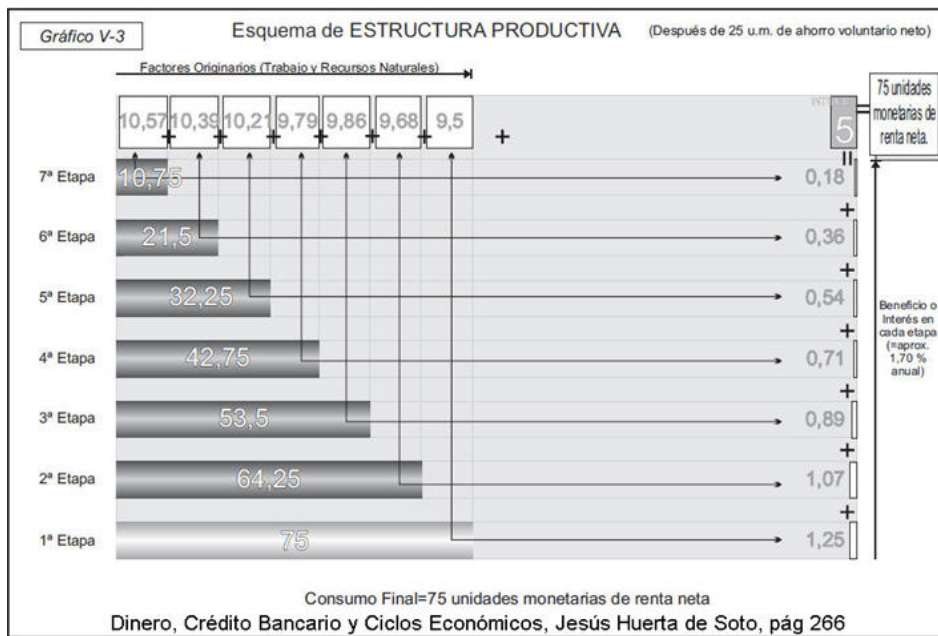 Gráfico V-3
Esquema de ESTRUCTURA PRODUCTIVA
(Después de 25 u.m. de ahorro voluntario neto)
Factores Originarios (Trabajo y Recursos Naturales)
10,57 + 10,39 + 10,21 + 9,79 + 9,86 + 9,68 + 9,5 +
5
75 unidades
monetarias de
renta neta.
7ª Etapa 10,75 0,18
+
6ª Etapa 21,5 0,36
+
5ª Etapa 32,25 0,54
+
4ª Etapa 42,75 0,71
+
3ª Etapa 53,5 0,89
+
2ª Etapa 64,25 1,07
+
1ª Etapa 75 1,25
Beneficio o
Interés en
cada etapa
(=aprox.
1,70 %
anual)
Consumo Final=75 unidades monetarias de renta neta
Dinero, Crédito Bancario y Ciclos Económicos, Jesús Huerta de Soto, pág 266